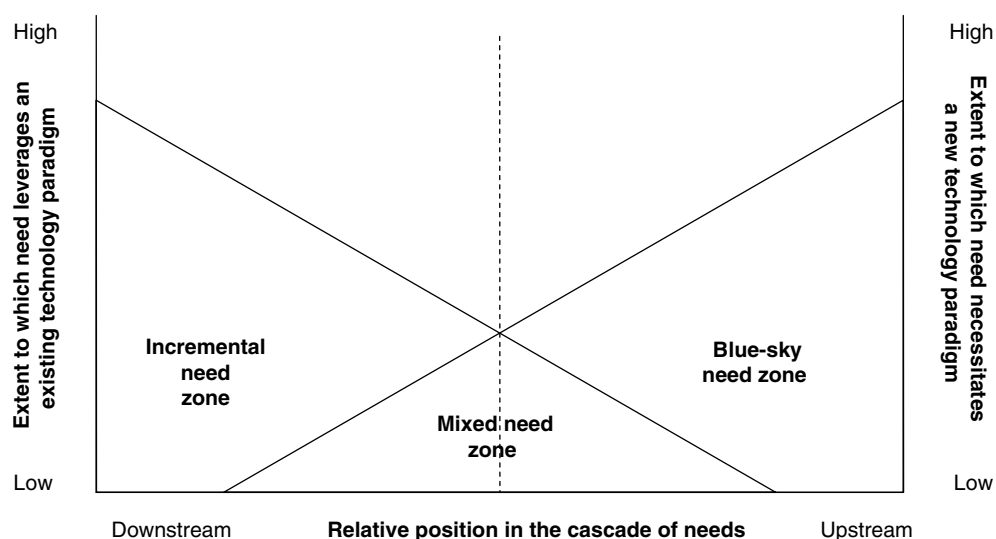 High
High
Extent to which need leverages an
existing technology paradigm
Extent to which need necessitates
a new technology paradigm
Incremental
need
zone
Blue-sky
need zone
Mixed need
zone
Low
Low
Downstream
Relative position in the cascade of needs
Upstream